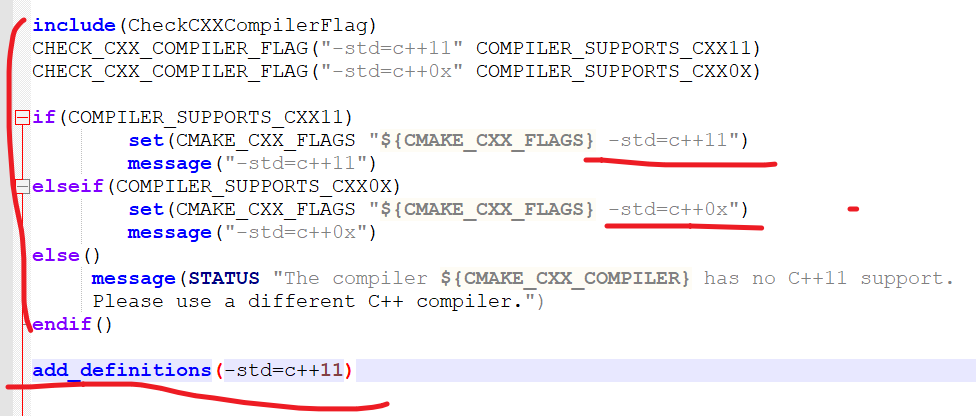 include(CheckCXXCompilerFlag)
CHECK_CXX_COMPILER_FLAG("-std=c++11" COMPILER_SUPPORTS_CXX11)
CHECK_CXX_COMPILER_FLAG("-std=c++0x" COMPILER_SUPPORTS_CXX0X)
if(COMPILER_SUPPORTS_CXX11)
set(CMAKE_CXX_FLAGS "${CMAKE_CXX_FLAGS} -std=c++11")
message("-std=c++11")
elseif(COMPILER_SUPPORTS_CXX0X)
set(CMAKE_CXX_FLAGS "${CMAKE_CXX_FLAGS} -std=c++0x")
message("-std=c++0x")
else()
message(STATUS "The compiler ${CMAKE_CXX_COMPILER} has no C++11 support.
Please use a different C++ compiler.")
endif()
add_definitions(-std=c++11)